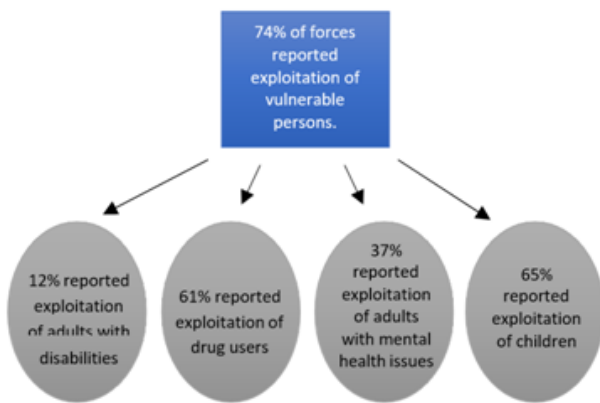 74% of forces
reported
exploitation of
vulnerable
persons.
12% reported
exploitation
of adults with
disabilities
61% reported
exploitation of
drug users
37%
reported
exploitation
of adults
with mental
health issues
65%
reported
exploitation
of children